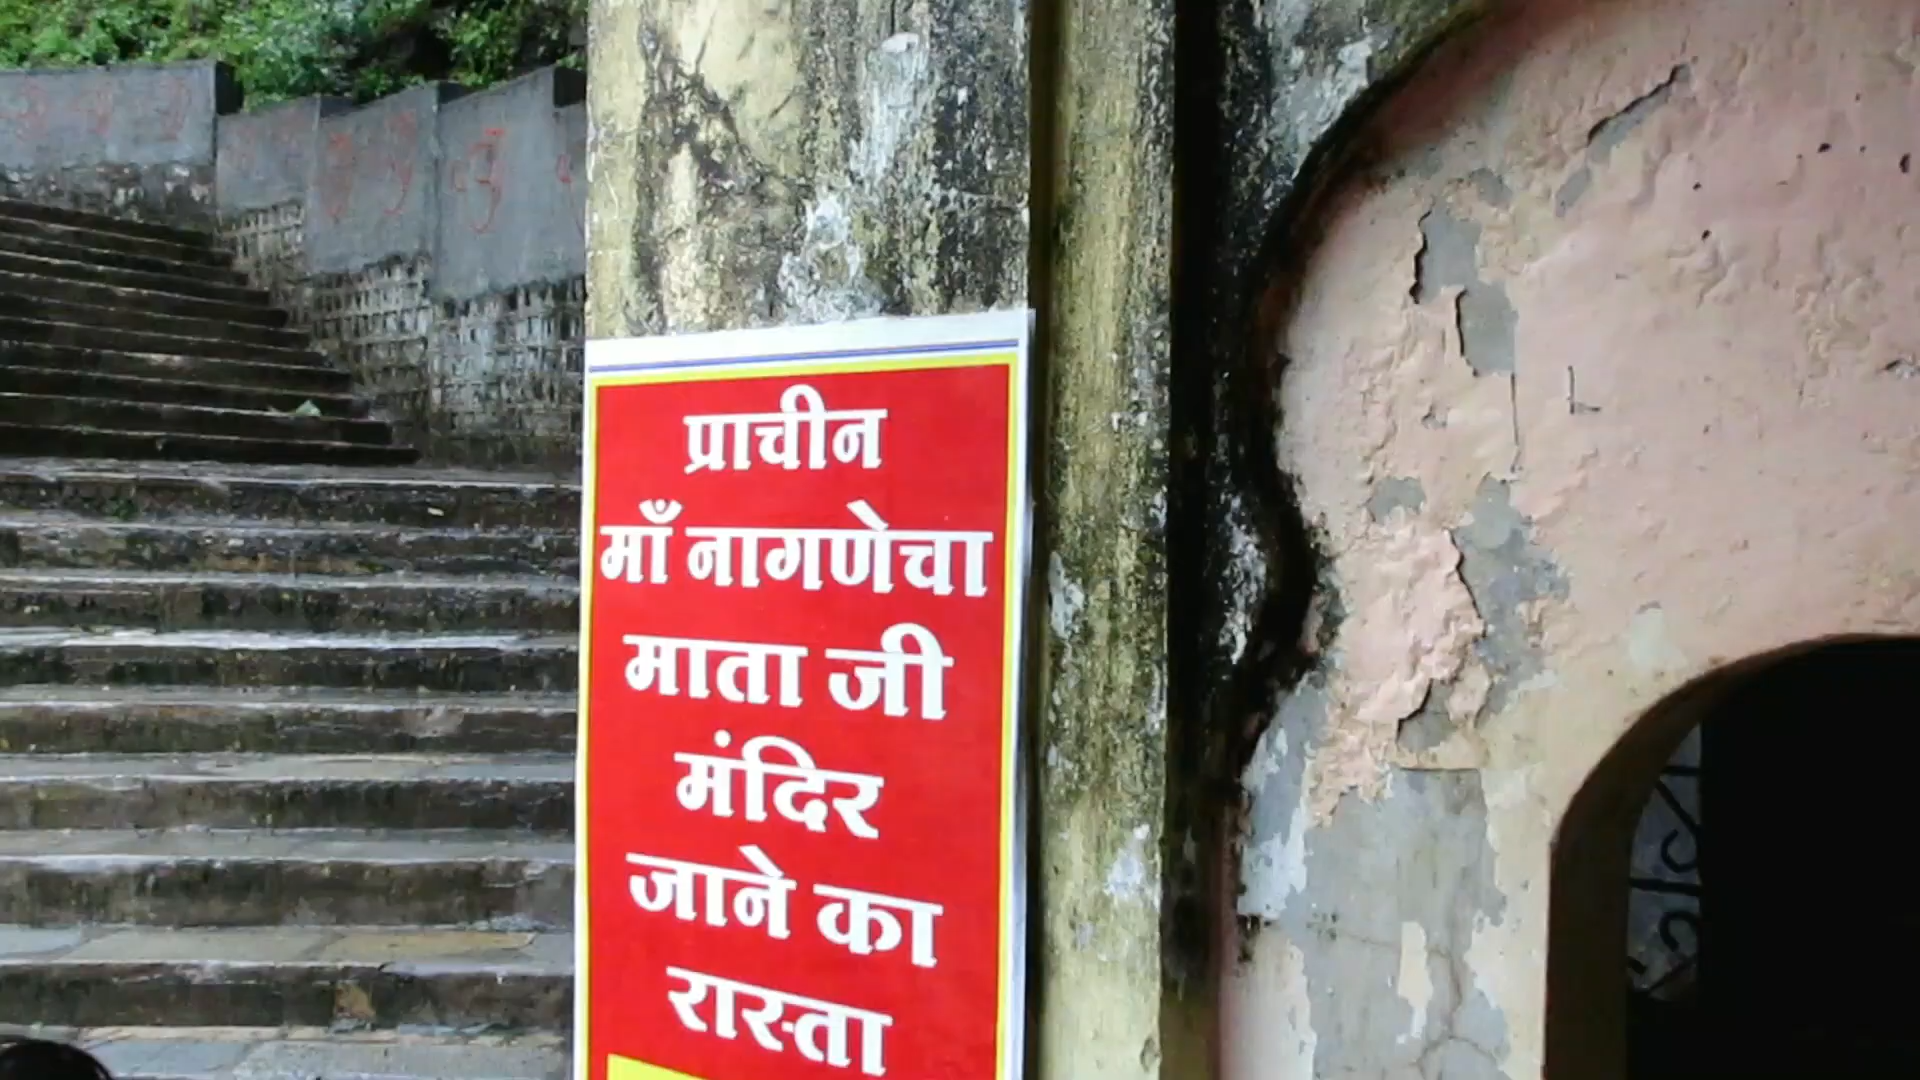 प्राचीन
माँ नागणेचा
माता जी
मंदिर
जाने का
रास्ता